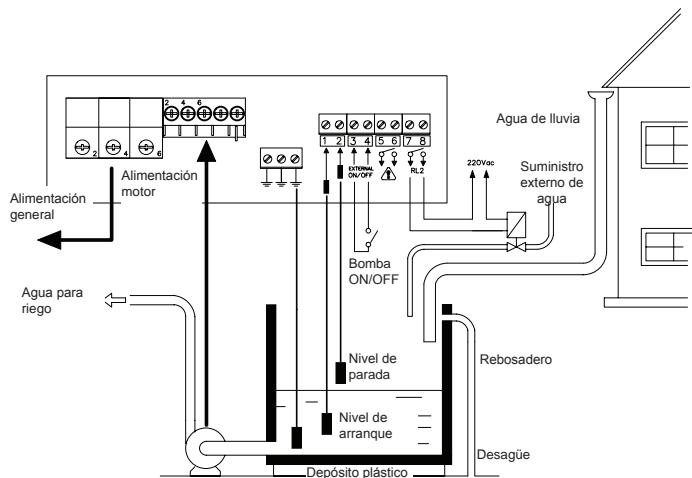 2 4 6
2 4 6
1 2 3 4 5 6 7 8
EXTERNAL
ON/OFF
RL2
220Vac
Agua de lluvia
Suministro
externo de
agua
Alimentación
motor
Alimentación
general
Bomba
ON/OFF
Agua para
riego
Nivel de
parada
Rebosadero
Nivel de
arranque
Desagüe
Depósito plástico